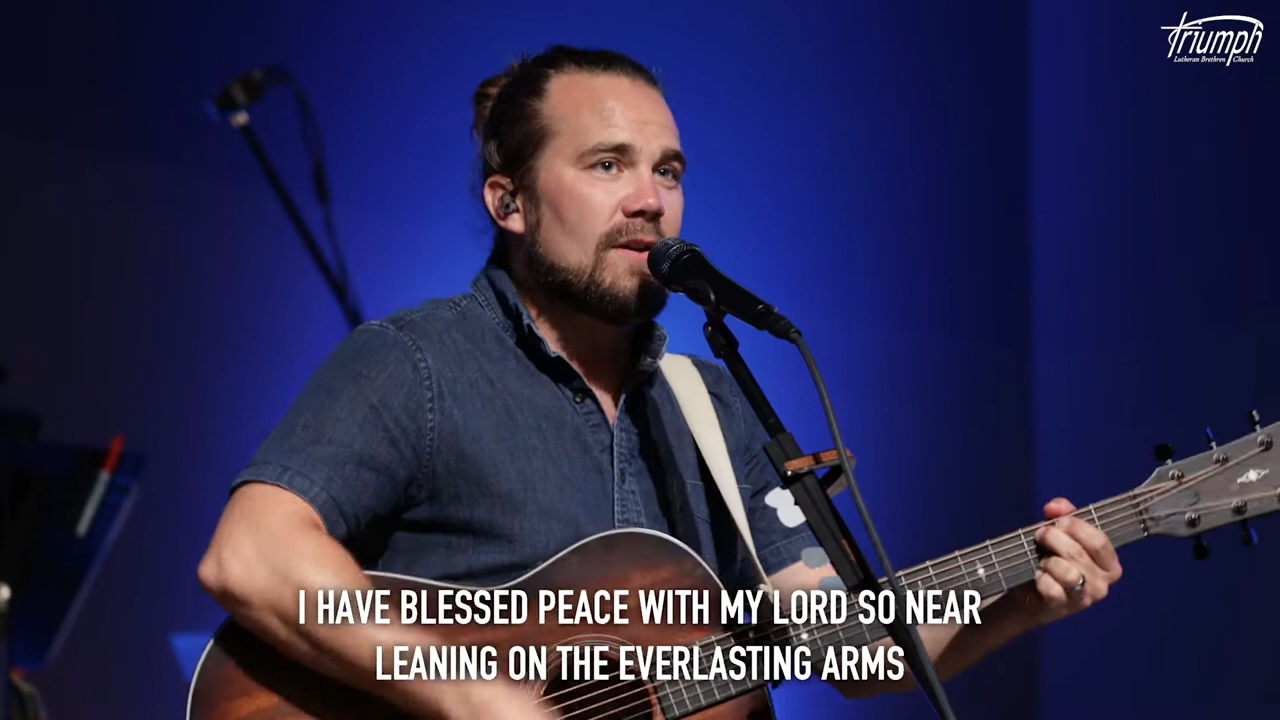 Triumph
Lutheran Brethren Church
I HAVE BLESSED PEACE WITH MY LORD SO NEAR
LEANING ON THE EVERLASTING ARMS